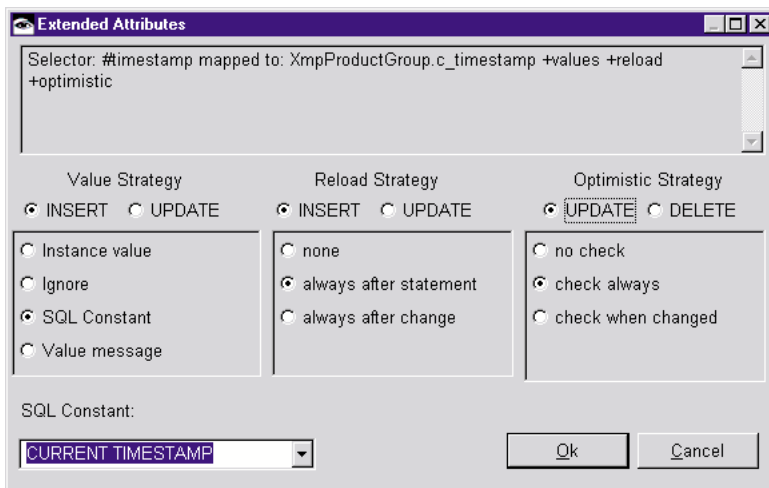 Extended Attributes
Selector: #timestamp mapped to: XmpProductGroup.c_timestamp +values +reload
+optimistic
Value Strategy Reload Strategy Optimistic Strategy
INSERT UPDATE INSERT UPDATE UPDATE DELETE
Instance value none no check
Ignore always after statement check always
SQL Constant always after change check when changed
Value message
SQL Constant:
CURRENT TIMESTAMP Ok Cancel